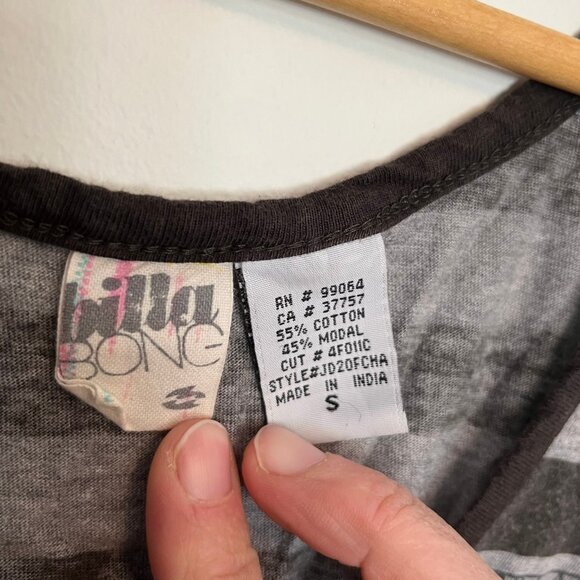 billa
BONG
RN # 99064
CA # 37757
55% COTTON
45% MODAL
CUT # 4F011C
STYLE#JD20FCHA
MADE IN INDIA
S